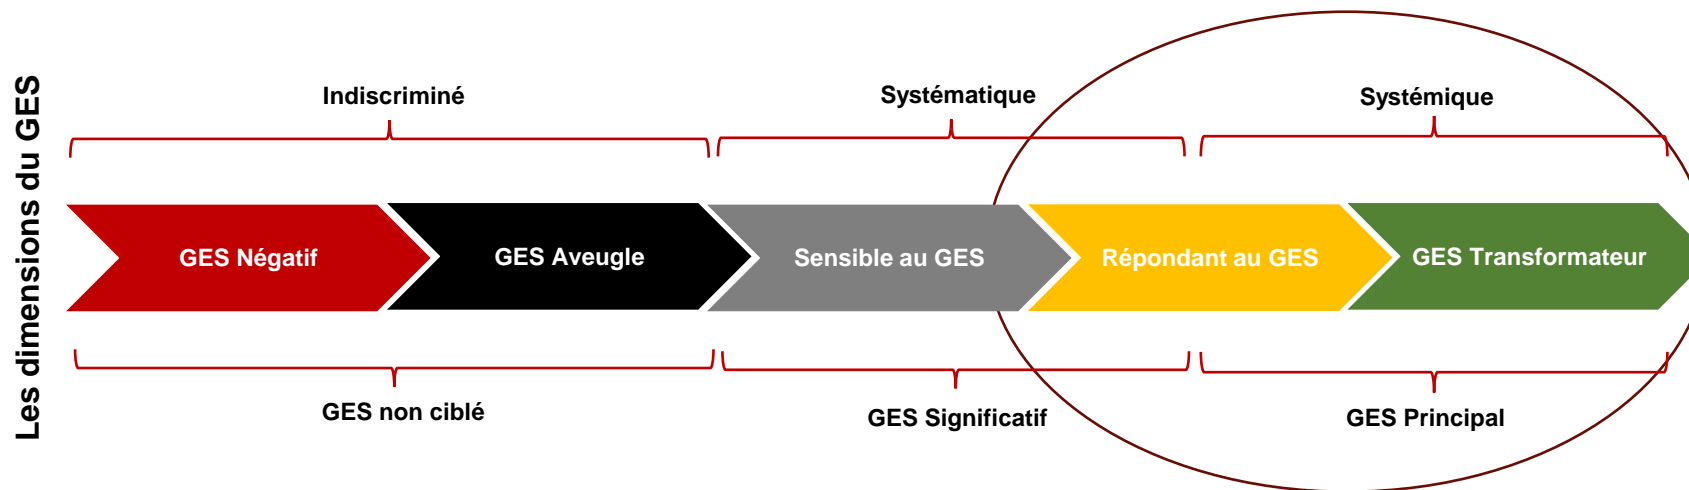 Les dimensions du GES
Indiscriminé
Systématique
Systémique
GES Négatif
GES Aveugle
Sensible au GES
Répondant au GES
GES Transformateur
GES non ciblé
GES Significatif
GES Principal